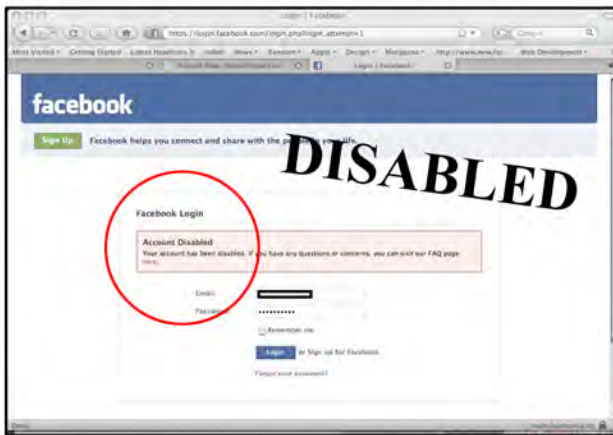 Login | Facebook
https://login.facebook.com/login.php?login_attempt=1
Most Visited Getting Started Latest Headlines News Random Apple Design Web Development
Login | Facebook
facebook
Sign Up Facebook helps you connect and share with the people in your life.
DISABLED
Facebook Login
Account Disabled
Your account has been disabled. If you have any questions or concerns, you can visit our FAQ page
here.
Email:
Password:
Remember me
Login or Sign up for Facebook
Forgot your password?
Done